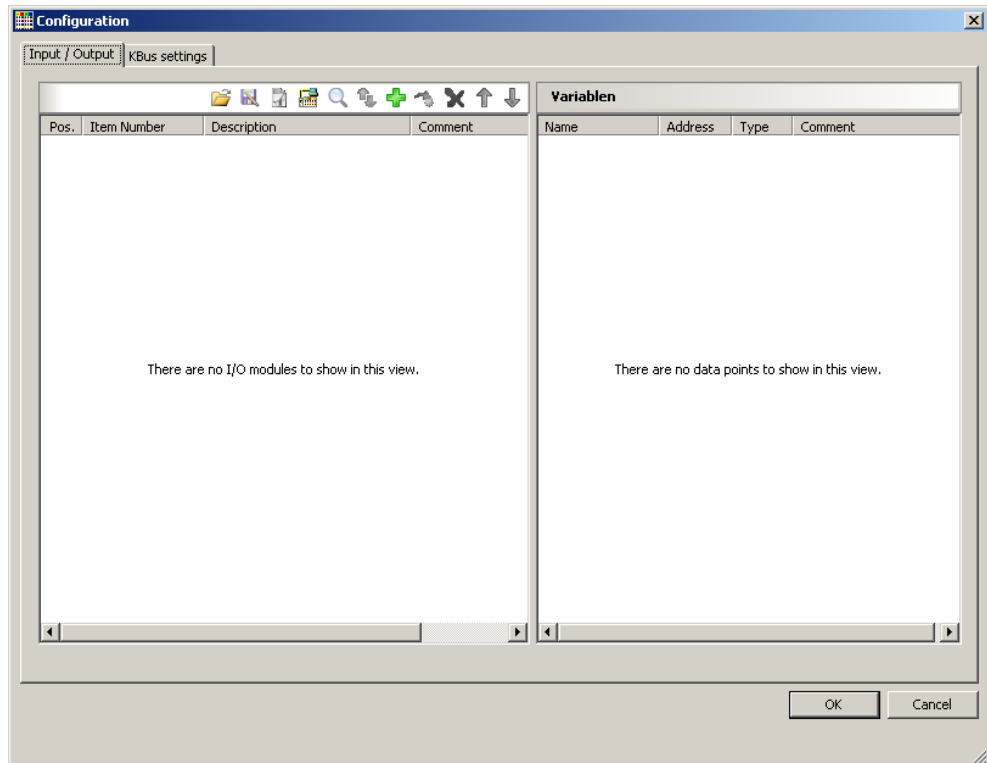 Configuration
Input / Output KBus settings
Variablen
Pos. Item Number Description Comment
Name Address Type Comment
There are no I/O modules to show in this view.
There are no data points to show in this view.
OK Cancel